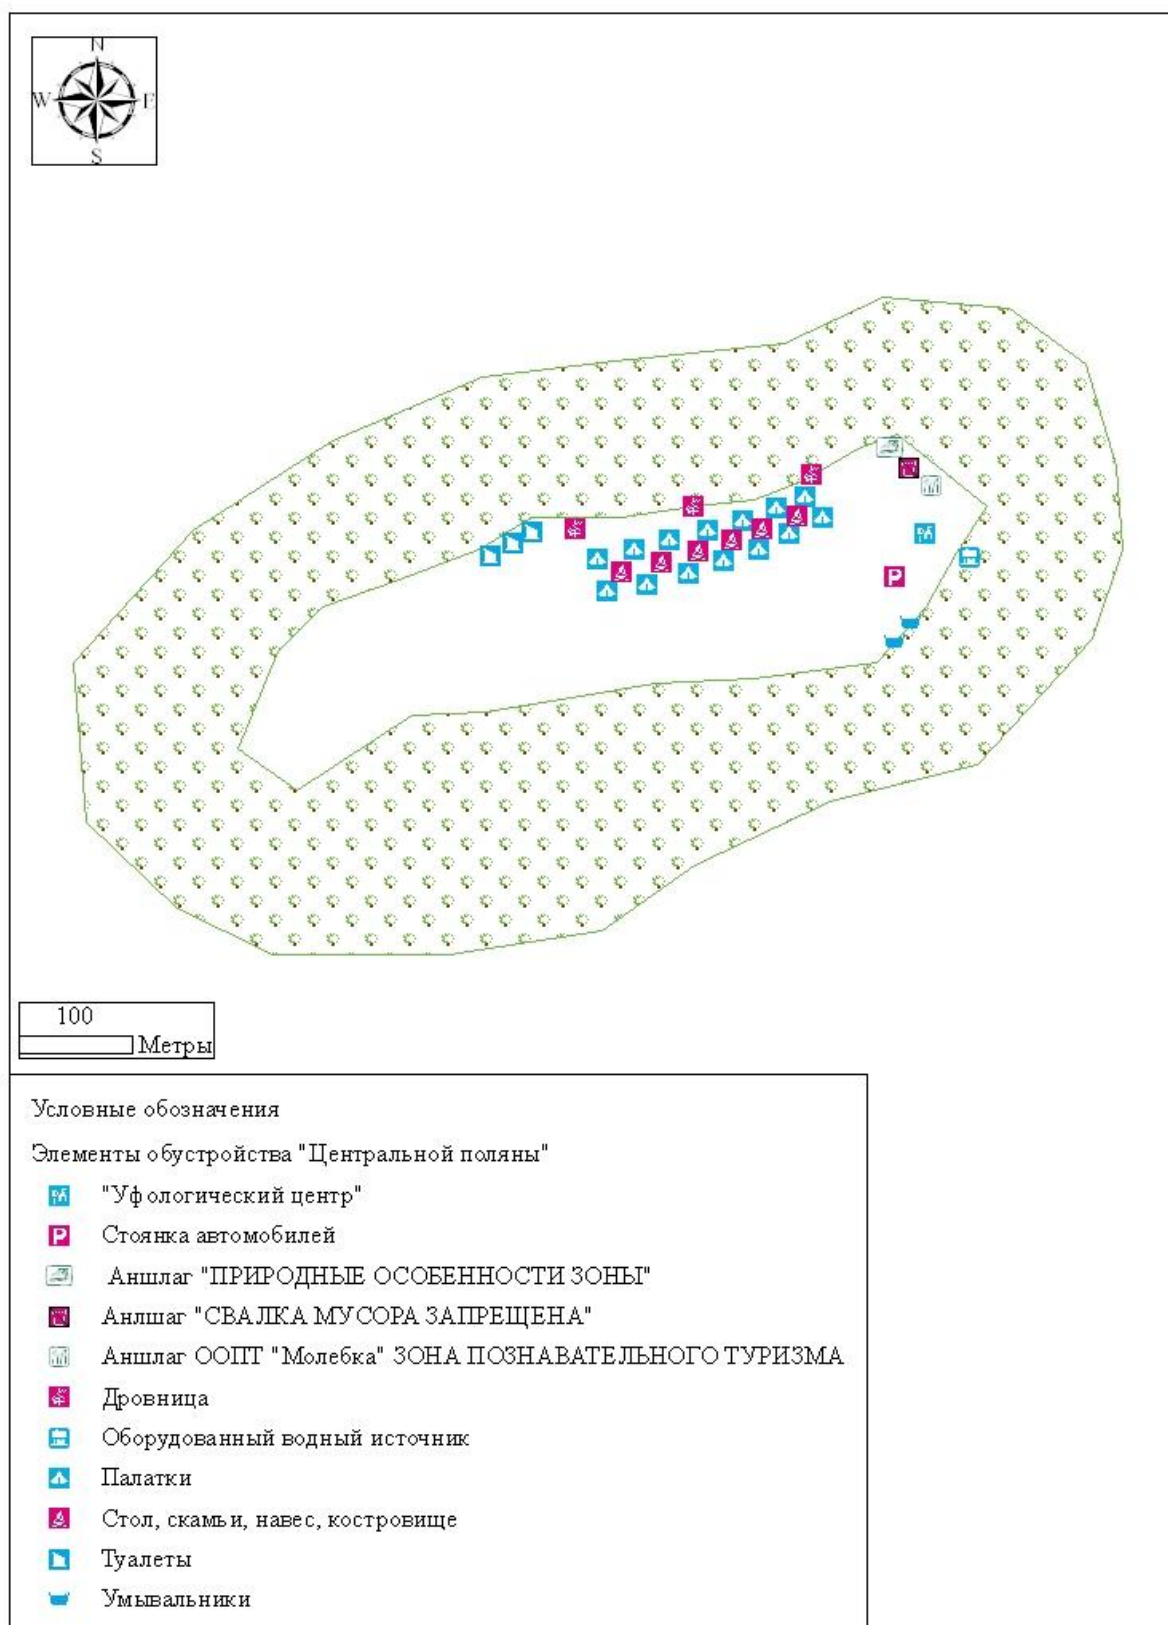 N
W E
S
100
Метры
Условные обозначения
Элементы обустройства "Центральной поляны"
"Уфологический центр"
P Стоянка автомобилей
Аншлаг "ПРИРОДНЫЕ ОСОБЕННОСТИ ЗОНЫ"
Анлшаг "СВАЛКА МУСОРА ЗАПРЕЩЕНА"
Аншлаг ООПТ "Молебка" ЗОНА ПОЗНАВАТЕЛЬНОГО ТУРИЗМА
Дровница
Оборудованный водный источник
Палатки
Стол, скамьи, навес, костровище
Туалеты
Умывальники
P